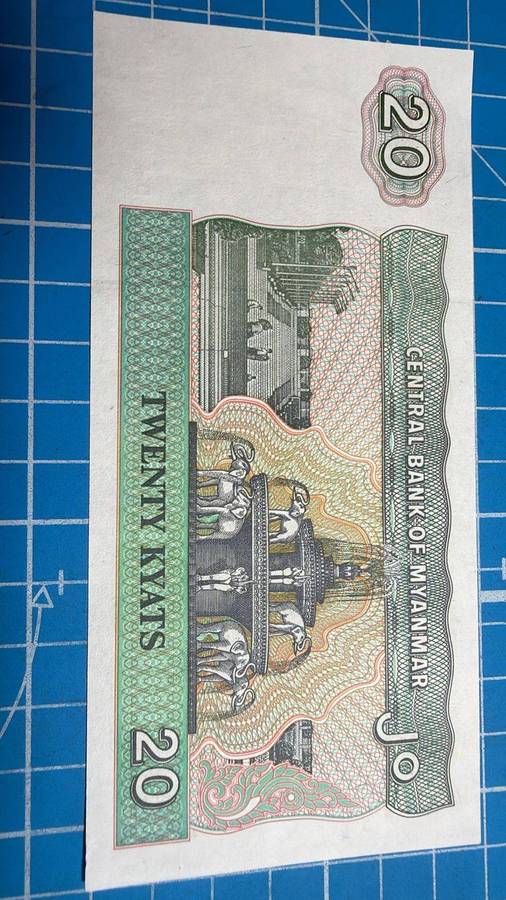 20
CENTRAL BANK OF MYANMAR
၂၀
TWENTY KYATS
20